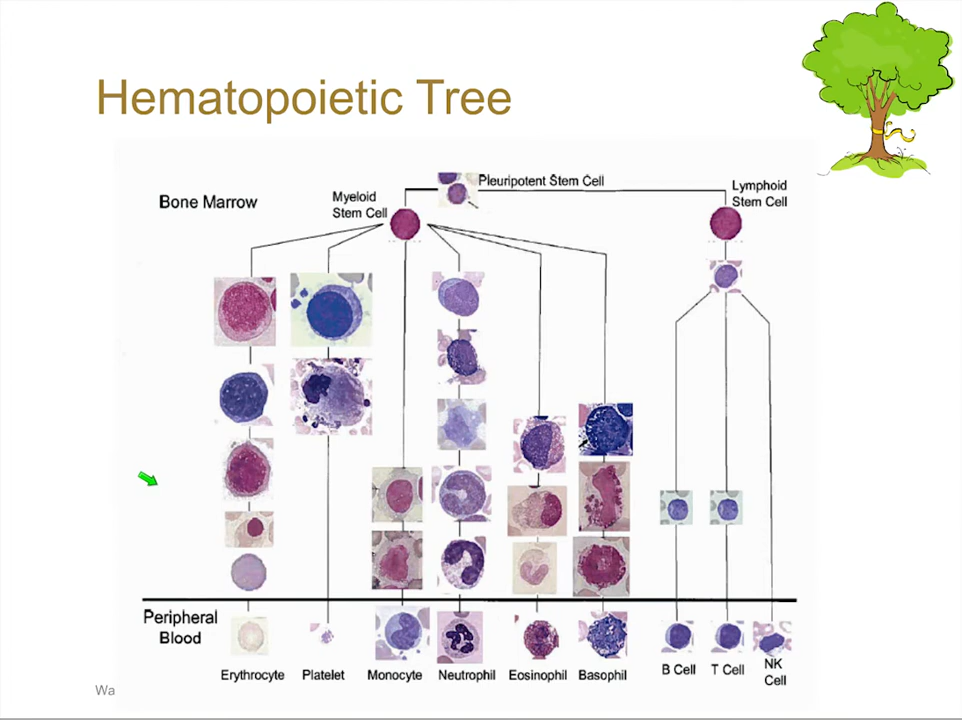 Hematopoietic Tree
Pleuripotent Stem Cell
Bone Marrow
Myeloid
Stem Cell
Lymphoid
Stem Cell
Peripheral
Blood
Erythrocyte
Platelet
Monocyte
Neutrophil
Eosinophil
Basophil
B Cell
T Cell
NK
Cell
Wa